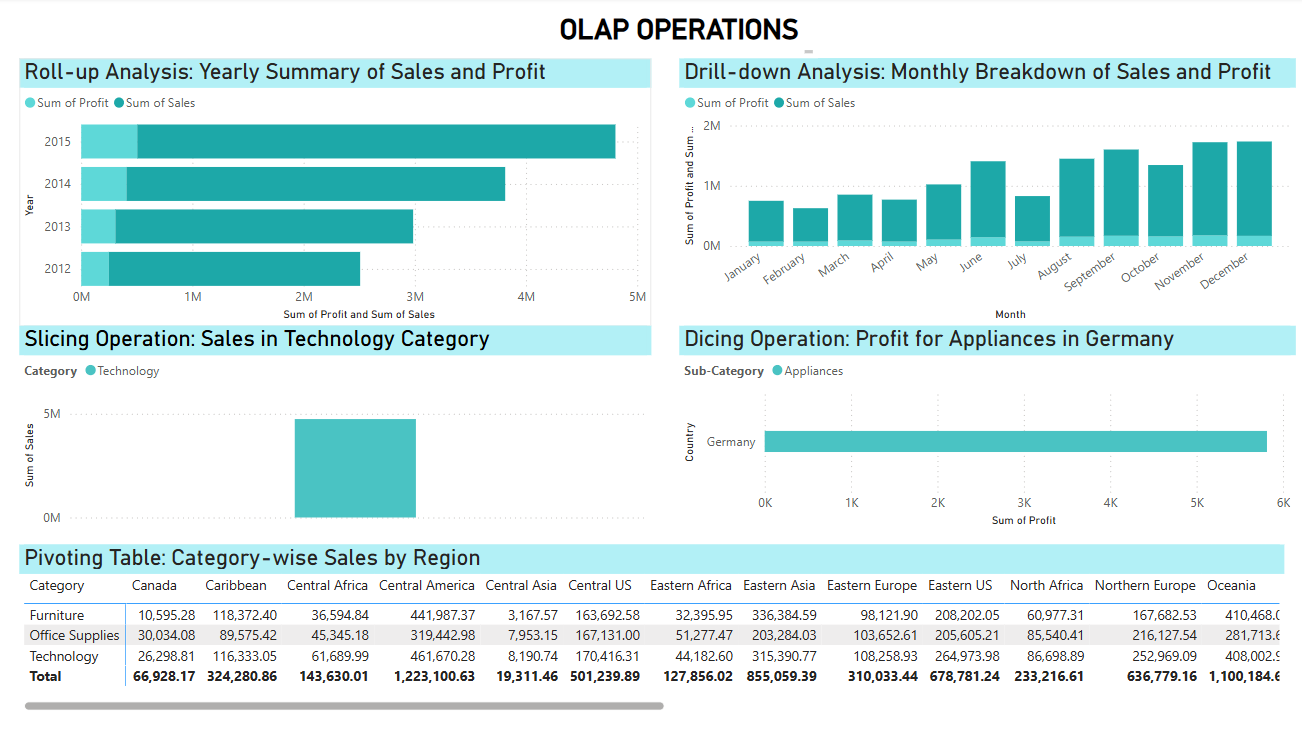 OLAP OPERATIONS
Roll-up Analysis: Yearly Summary of Sales and Profit
Sum of Profit Sum of Sales
Year
2015
2014
2013
2012
0M 1M 2M 3M 4M 5M
Sum of Profit and Sum of Sales
Drill-down Analysis: Monthly Breakdown of Sales and Profit
Sum of Profit Sum of Sales
Sum of Profit and Sum ...
2M
1M
0M
January February March April May June July August September October November December
Month
Slicing Operation: Sales in Technology Category
Category Technology
Sum of Sales
5M
0M
Dicing Operation: Profit for Appliances in Germany
Sub-Category Appliances
Country
Germany
0K 1K 2K 3K 4K 5K 6K
Sum of Profit
Pivoting Table: Category-wise Sales by Region
Category Canada Caribbean Central Africa Central America Central Asia Central US Eastern Africa Eastern Asia Eastern Europe Eastern US North Africa Northern Europe Oceania
Furniture 10,595.28 118,372.40 36,594.84 441,987.37 3,167.57 163,692.58 32,395.95 336,384.59 98,121.90 208,202.05 60,977.31 167,682.53 410,468.
Office Supplies 30,034.08 89,575.42 45,345.18 319,442.98 7,953.15 167,131.00 51,277.47 203,284.03 103,652.61 205,605.21 85,540.41 216,127.54 281,713.
Technology 26,298.81 116,333.05 61,689.99 461,670.28 8,190.74 170,416.31 44,182.60 315,390.77 108,258.93 264,973.98 86,698.89 252,969.09 408,002.
Total 66,928.17 324,280.86 143,630.01 1,223,100.63 19,311.46 501,239.89 127,856.02 855,059.39 310,033.44 678,781.24 233,216.61 636,779.16 1,100,184.